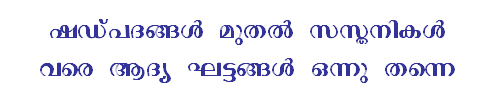 ഷഡ്പദങ്ങൾ മുതൽ സസ്തനികൾ
വരെ ആദ്യ ഘട്ടങ്ങൾ ഒന്നു തന്നെ